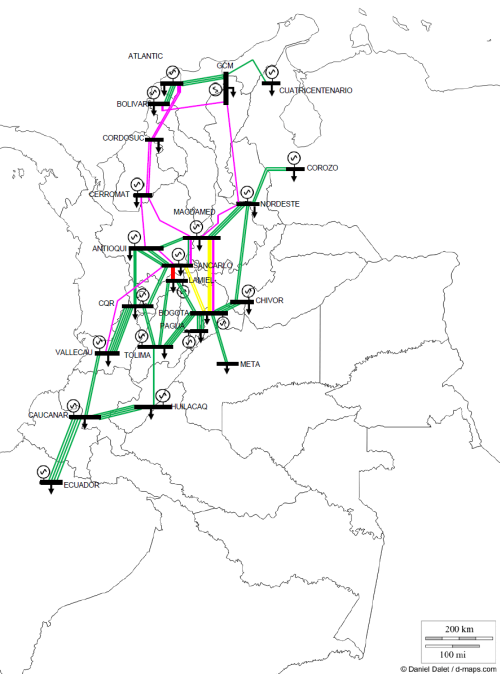 ATLANTIC
GCM
CUATRICENTENARIO
BOLIVAR
CORDOSUC
COROZO
CERROMAT
NORDESTE
MAGDAMED
ANTIOQUI
SANCARLO
LAMIEL
CQR
CHIVOR
BOGOTA
PAGUA
VALLECAU
TOLIMA
META
CAUCANAR
HUILACAQ
ECUADOR
200 km
100 mi
© Daniel Dalet / d-maps.com